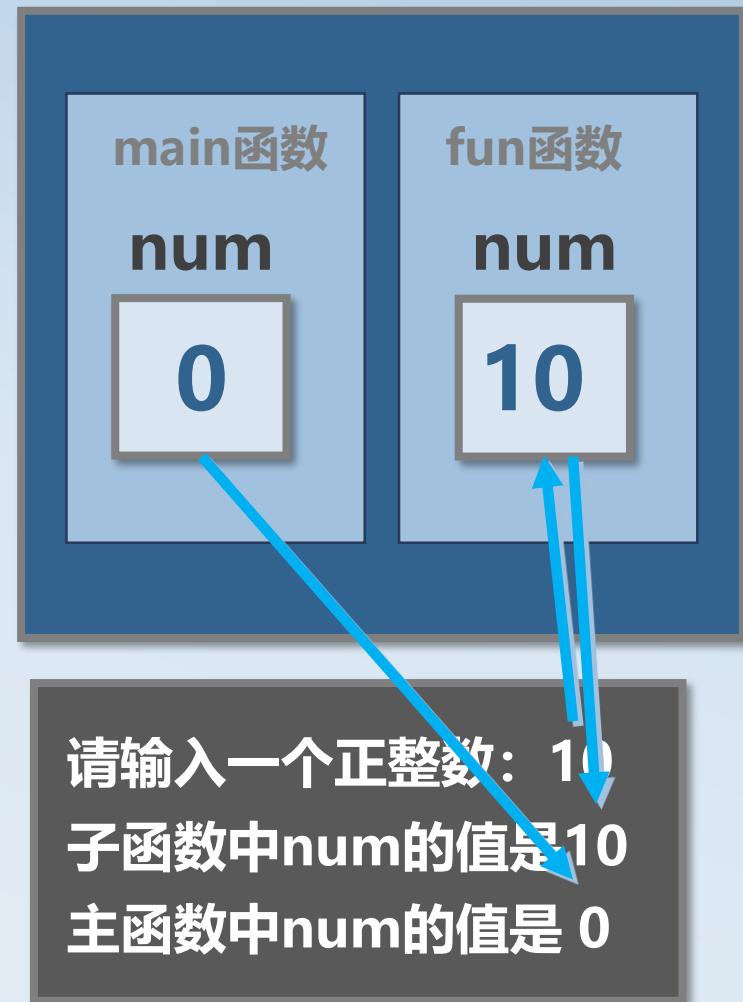 main函数 fun函数
num num
0 10
请输入一个正整数：10
子函数中num的值是10
主函数中num的值是 0